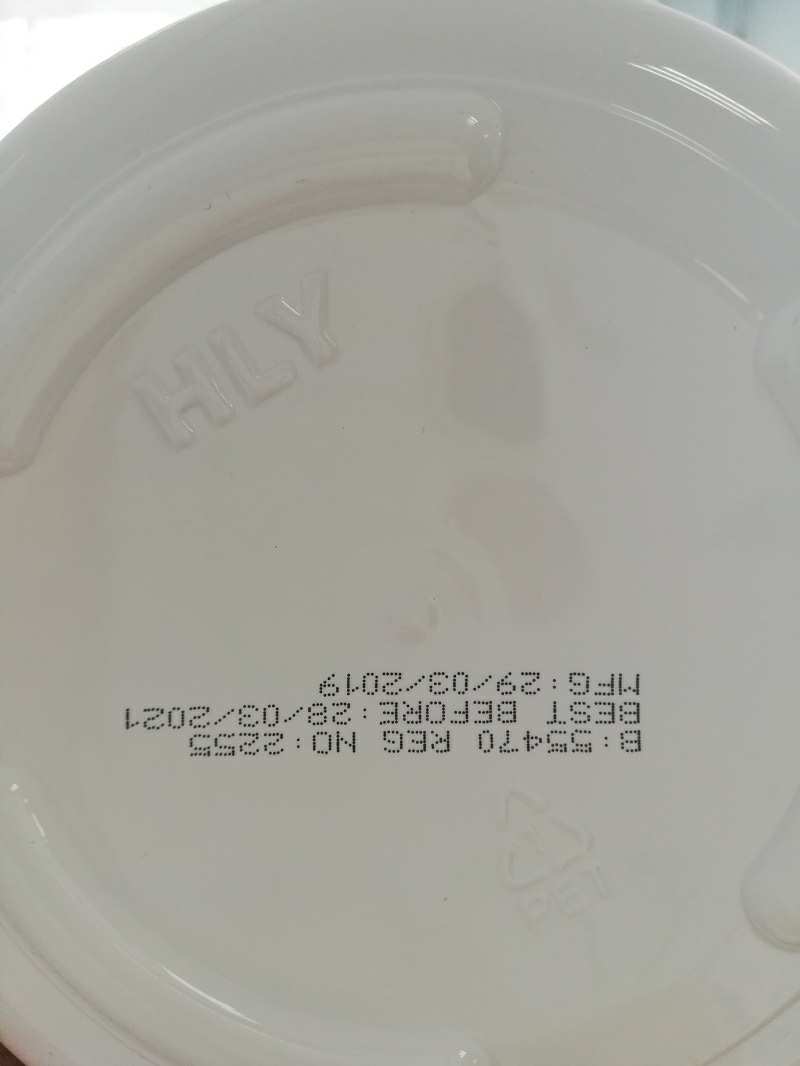 HLY
B:55470 REG NO:2255
BEST BEFORE:28/03/2021
MFG:29/03/2019
PET